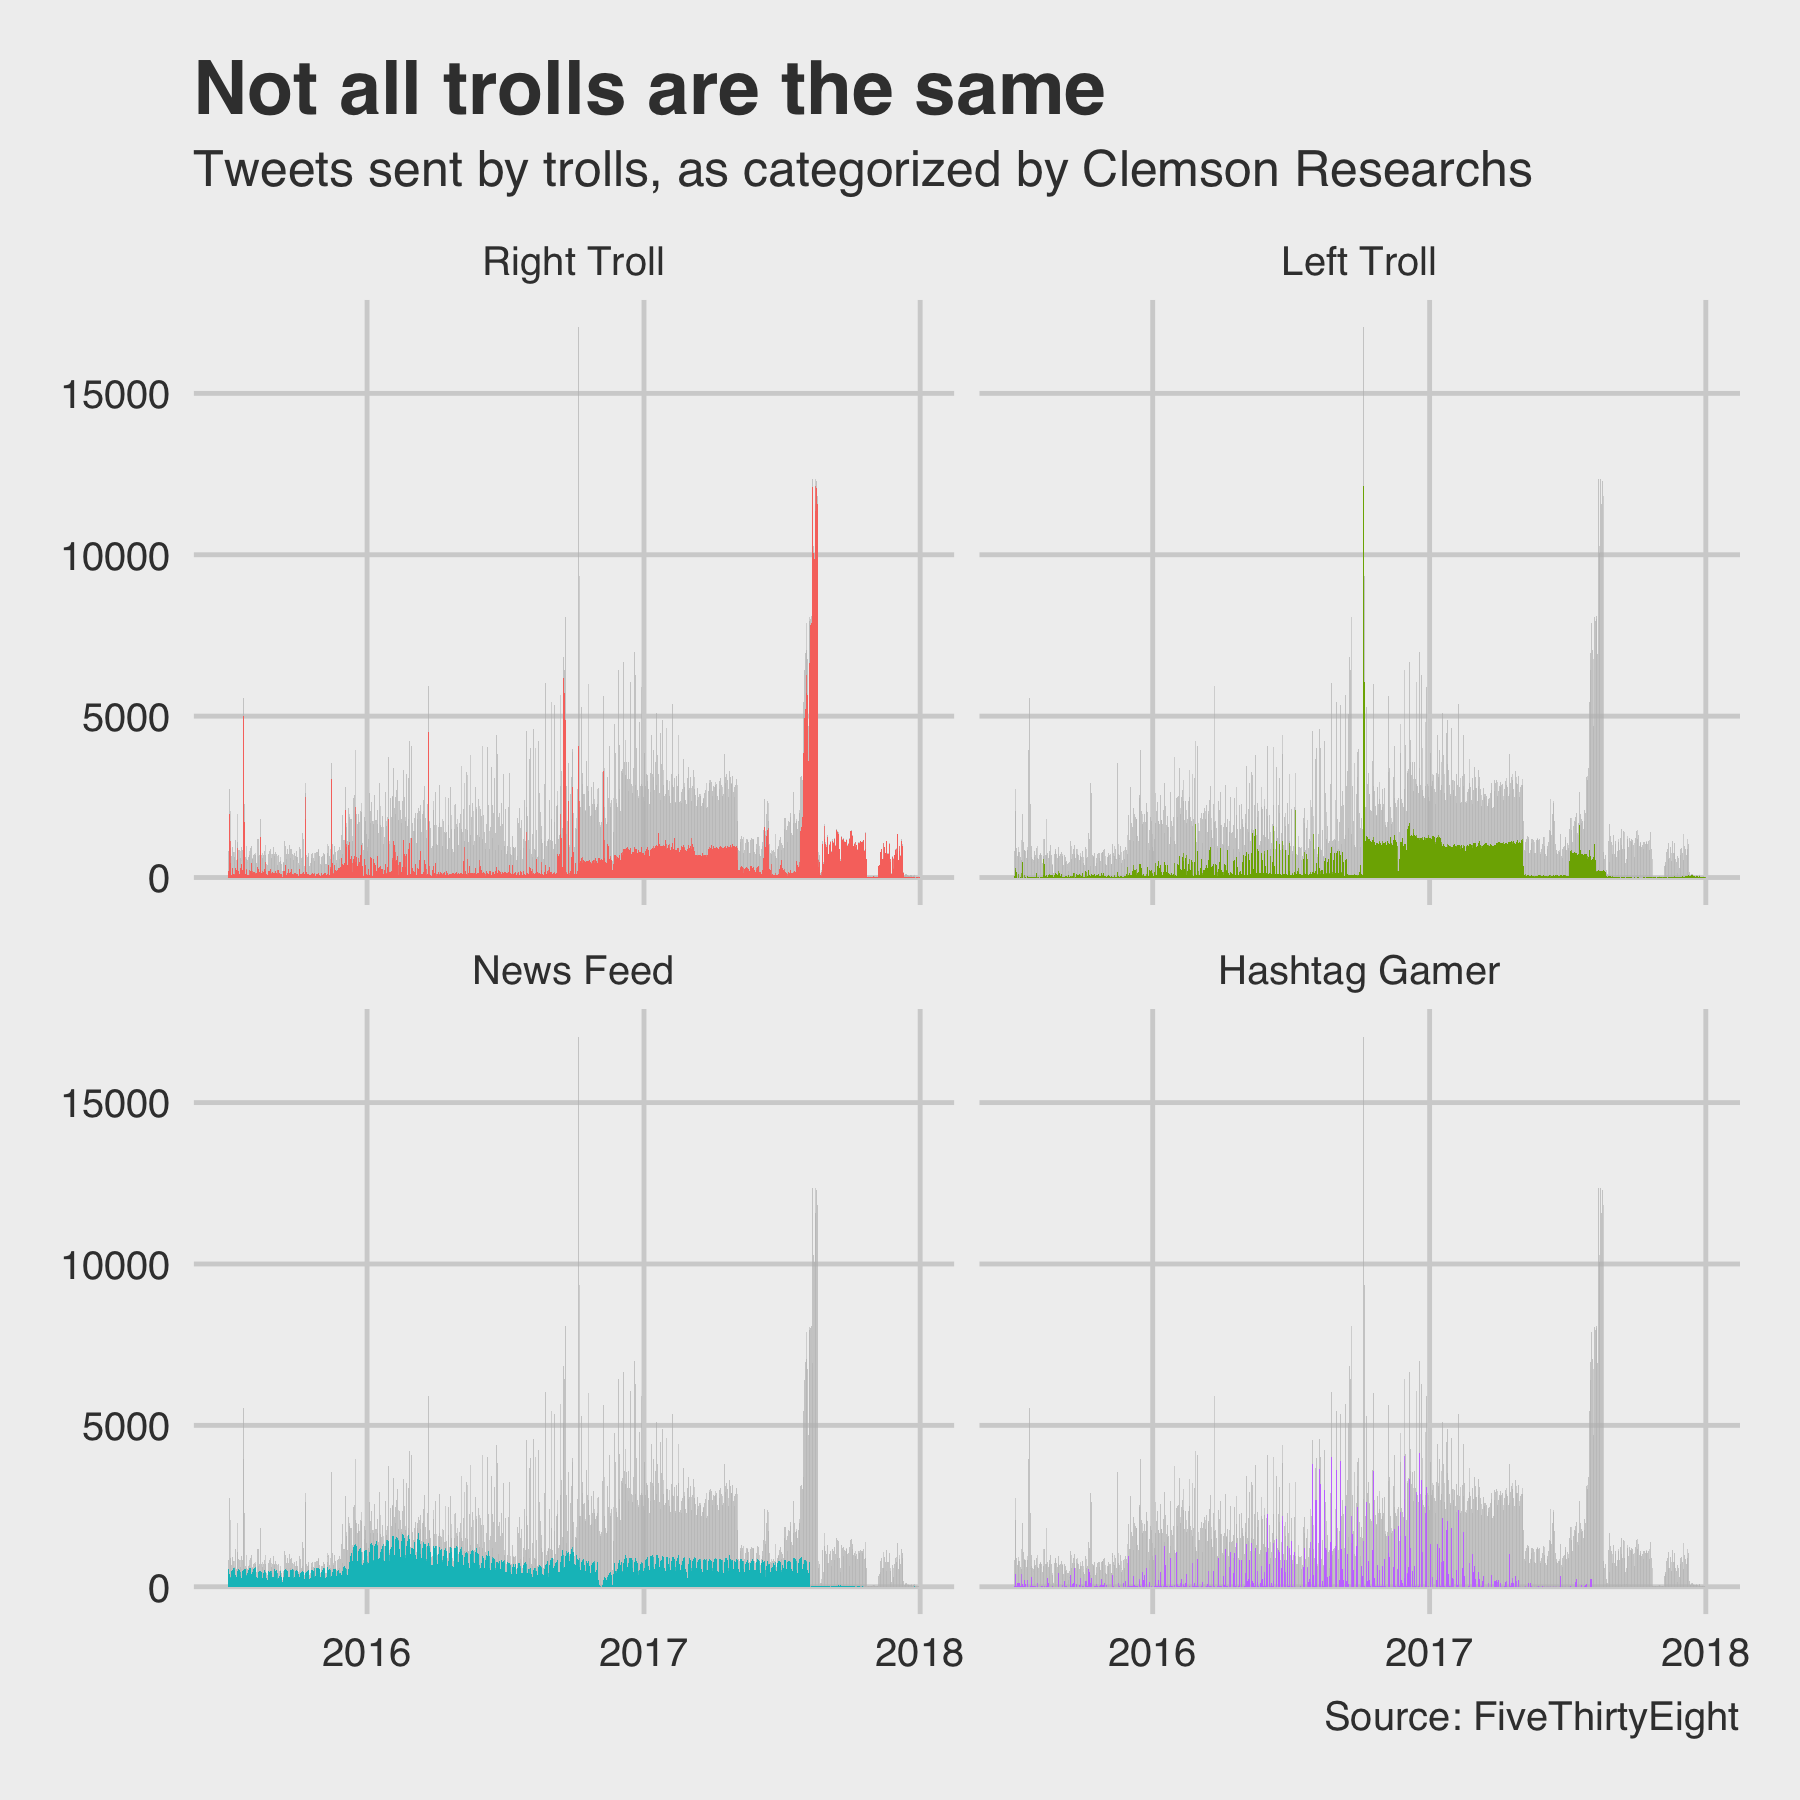 Not all trolls are the same
Tweets sent by trolls, as categorized by Clemson Researchs
Right Troll
Left Troll
15000
10000
5000
0
News Feed
Hashtag Gamer
15000
10000
5000
0
2016
2017
2018
2016
2017
2018
Source: FiveThirtyEight